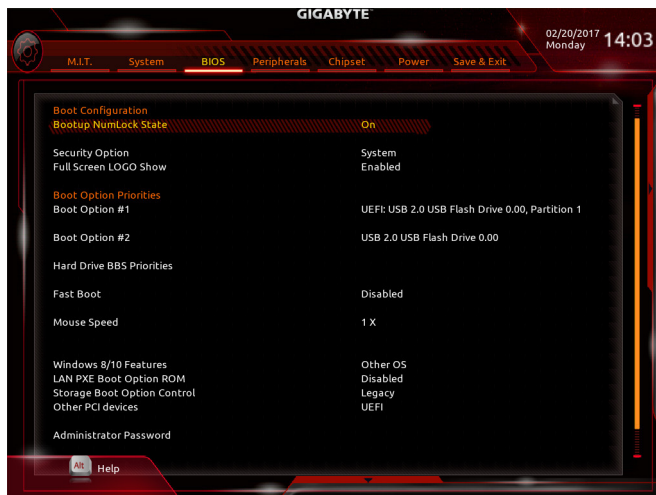 GIGABYTE™
02/20/2017 Monday 14:03
M.I.T. System BIOS Peripherals Chipset Power Save & Exit
Boot Configuration
Bootup NumLock State On
Security Option System
Full Screen LOGO Show Enabled
Boot Option Priorities
Boot Option #1 UEFI: USB 2.0 USB Flash Drive 0.00, Partition 1
Boot Option #2 USB 2.0 USB Flash Drive 0.00
Hard Drive BBS Priorities
Fast Boot Disabled
Mouse Speed 1 X
Windows 8/10 Features Other OS
LAN PXE Boot Option ROM Disabled
Storage Boot Option Control Legacy
Other PCI devices UEFI
Administrator Password
Alt Help